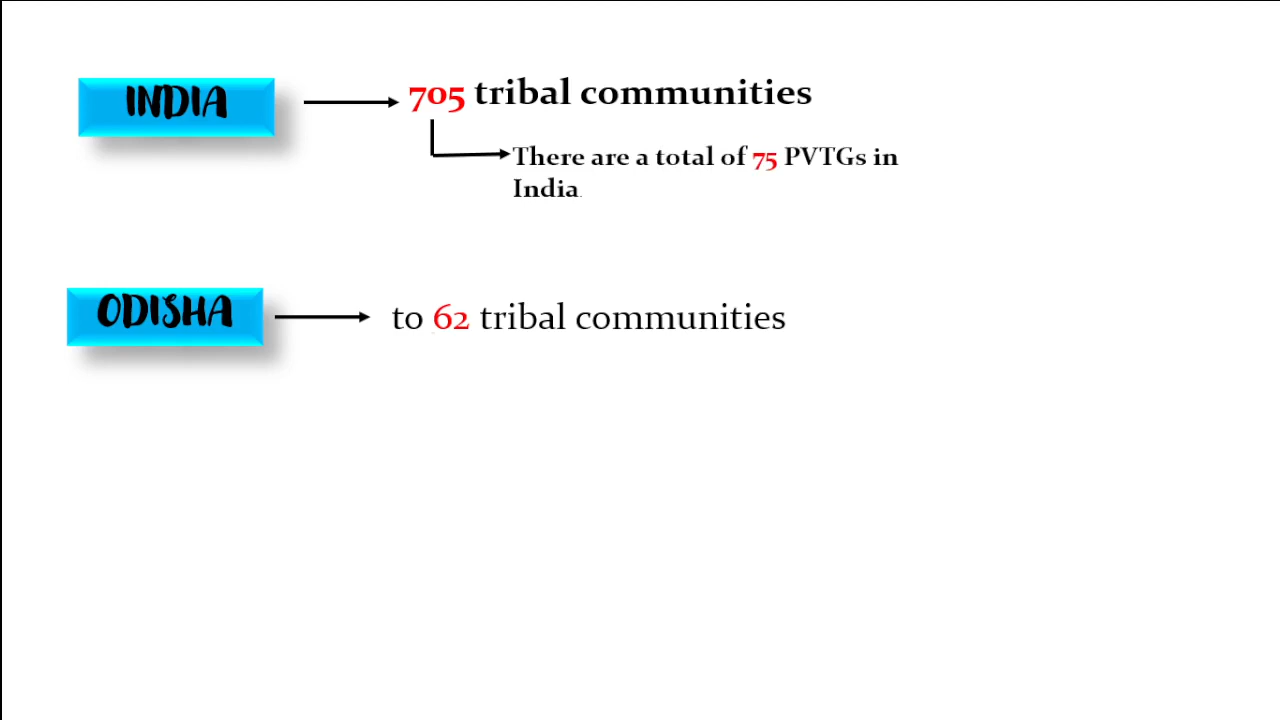 INDIA
705 tribal communities
There are a total of 75 PVTGs in
India.
ODISHA
to 62 tribal communities